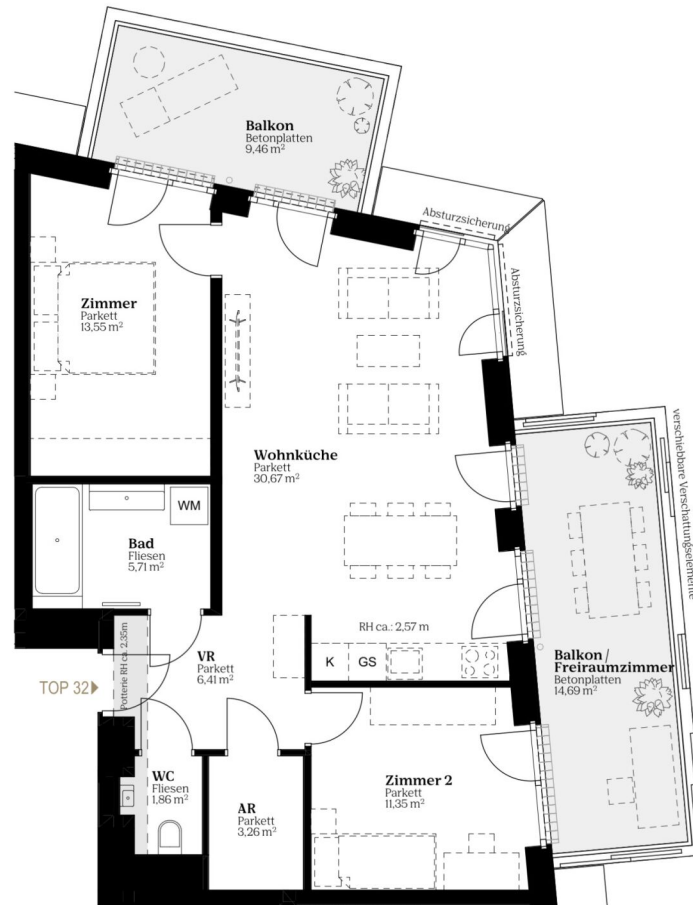 Balkon
Betonplatten
9,46 m²
Absturzsicherung
Absturzsicherung
Zimmer
Parkett
13,55 m²
verschiebbare Verschattungselemente
Wohnküche
Parkett
30,67 m²
WM
Bad
Fliesen
5,71 m²
RH ca.: 2,57 m
Potterie RH ca. 2.35m
VR
Parkett
6,41 m²
K
GS
Balkon/
Freiraumzimmer
Betonplatten
14,69 m²
TOP 32
WC
Fliesen
1,86 m²
AR
Parkett
3,26 m²
Zimmer 2
Parkett
11,35 m²